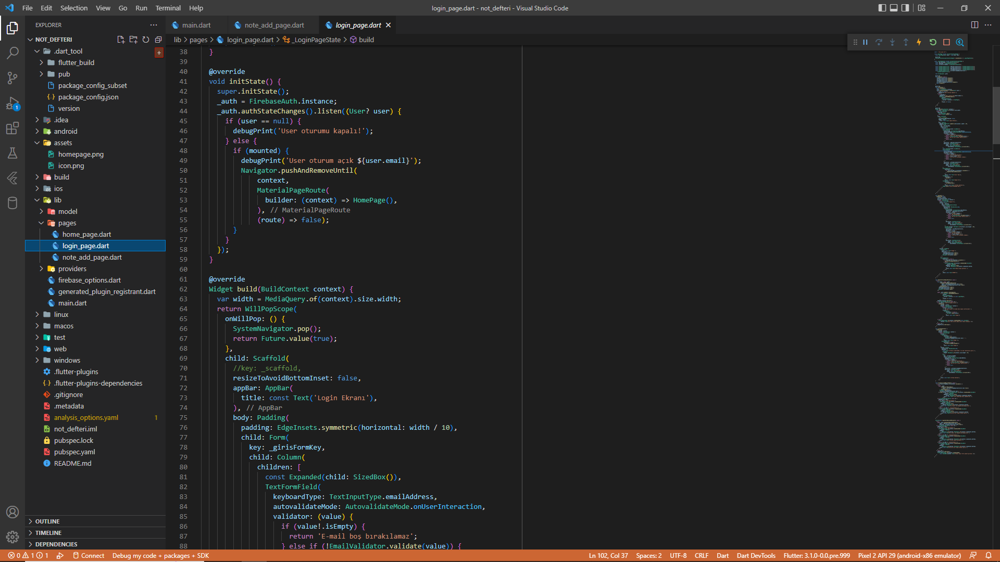 File Edit Selection View Go Run Terminal Help
login_page.dart - not_defteri - Visual Studio Code
EXPLORER
NOT_DEFTERI
.dart_tool
flutter_build
pub
package_config_subset
package_config.json
version
.idea
android
assets
homepage.png
icon.png
build
ios
lib
model
pages
home_page.dart
login_page.dart
note_add_page.dart
providers
firebase_options.dart
generated_plugin_registrant.dart
main.dart
linux
macos
test
web
windows
.flutter-plugins
.flutter-plugins-dependencies
.gitignore
.metadata
analysis_options.yaml 1
not_defteri.iml
pubspec.lock
pubspec.yaml
README.md
OUTLINE
TIMELINE
DEPENDENCIES
main.dart note_add_page.dart login_page.dart
lib > pages > login_page.dart > _LoginPageState > build
38 }
39
40 @override
41 void initState() {
42 super.initState();
43 _auth = FirebaseAuth.instance;
44 _auth.authStateChanges().listen((User? user) {
45 if (user == null) {
46 debugPrint('User oturumu kapalı!');
47 } else {
48 if (mounted) {
49 debugPrint('User oturum açık ${user.email}');
50 Navigator.pushAndRemoveUntil(
51 context,
52 MaterialPageRoute(
53 builder: (context) => HomePage(),
54 ), // MaterialPageRoute
55 (route) => false);
56 }
57 }
58 });
59 }
60
61 @override
62 Widget build(BuildContext context) {
63 var width = MediaQuery.of(context).size.width;
64 return WillPopScope(
65 onWillPop: () {
66 SystemNavigator.pop();
67 return Future.value(true);
68 },
69 child: Scaffold(
70 //key: _scaffold,
71 resizeToAvoidBottomInset: false,
72 appBar: AppBar(
73 title: const Text('Login Ekranı'),
74 ), // AppBar
75 body: Padding(
76 padding: EdgeInsets.symmetric(horizontal: width / 10),
77 child: Form(
78 key: _girisFormKey,
79 child: Column(
80 children: [
81 const Expanded(child: SizedBox()),
82 TextFormField(
83 keyboardType: TextInputType.emailAddress,
84 autovalidateMode: AutovalidateMode.onUserInteraction,
85 validator: (value) {
86 if (value!.isEmpty) {
87 return 'E-mail boş bırakılamaz';
88 } else if (!EmailValidator.validate(value)) {
0 1 1 Connect Debug my code + packages + SDK
Ln 102, Col 37 Spaces: 2 UTF-8 CRLF Dart Dart DevTools Flutter: 3.1.0-0.0.pre.999 Pixel 2 API 29 (android-x86 emulator)